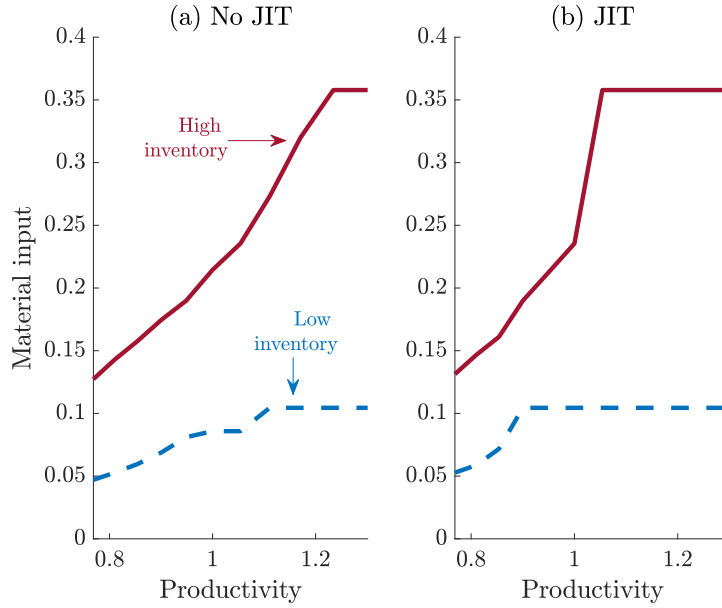 (a) No JIT
(b) JIT
Material input
0.4
0.35
0.3
0.25
0.2
0.15
0.1
0.05
0
High
inventory
Low
inventory
0.8
1
1.2
Productivity
0.4
0.35
0.3
0.25
0.2
0.15
0.1
0.05
0
0.8
1
1.2
Productivity